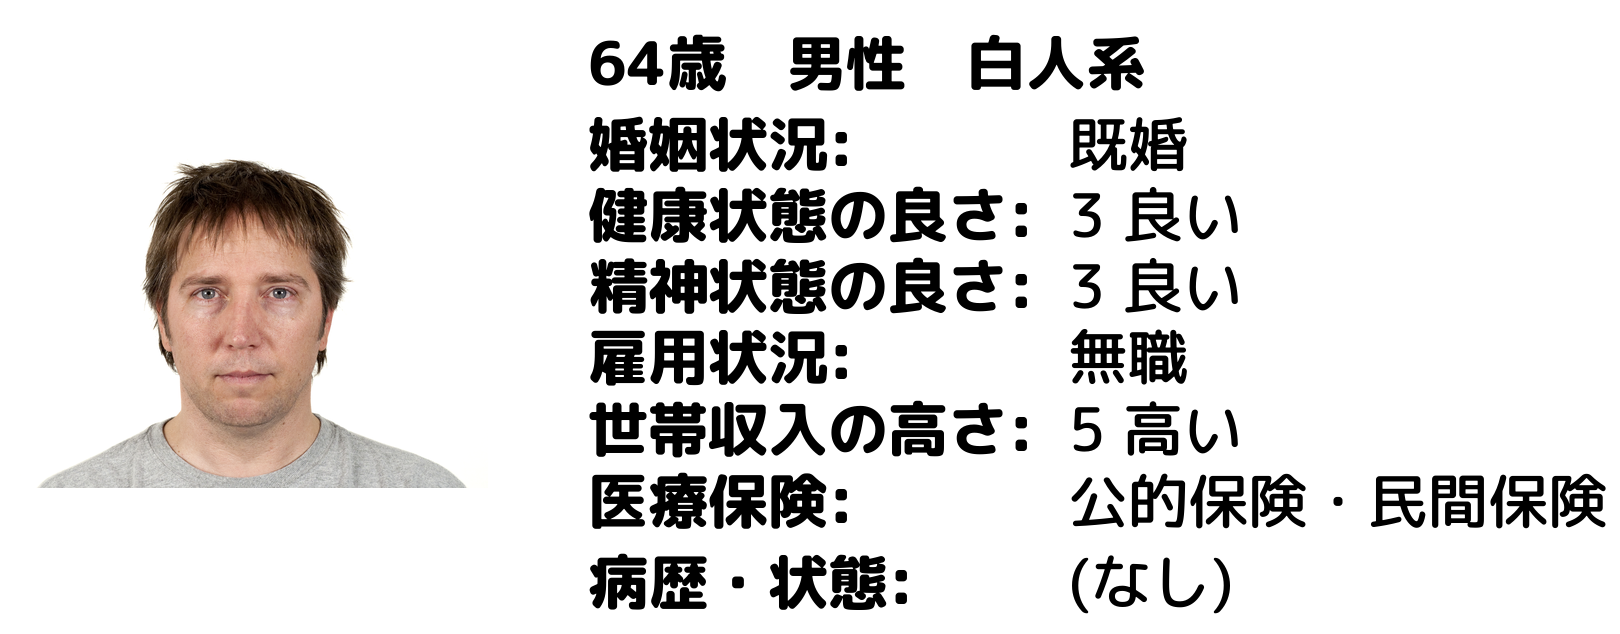 64歳　男性　白人系
婚姻状況: 既婚
健康状態の良さ: 3 良い
精神状態の良さ: 3 良い
雇用状況: 無職
世帯収入の高さ: 5 高い
医療保険: 公的保険・民間保険
病歴・状態: (なし)